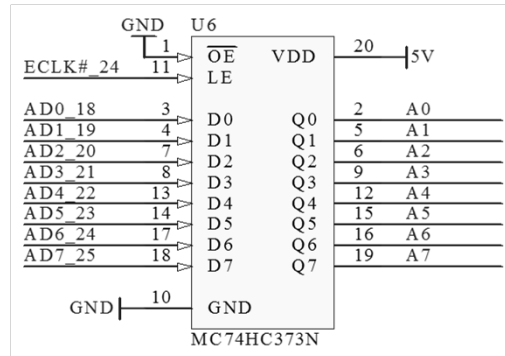 GND U6
1 OE VDD 20 5V
ECLK#_24 11 LE
AD0_18 3 D0 Q0 2 A0
AD1_19 4 D1 Q1 5 A1
AD2_20 7 D2 Q2 6 A2
AD3_21 8 D3 Q3 9 A3
AD4_22 13 D4 Q4 12 A4
AD5_23 14 D5 Q5 15 A5
AD6_24 17 D6 Q6 16 A6
AD7_25 18 D7 Q7 19 A7
GND 10 GND
MC74HC373N